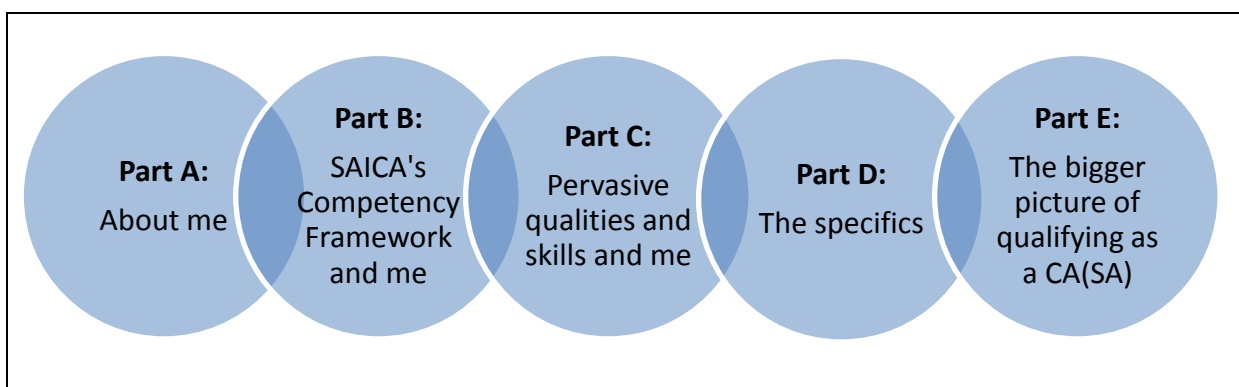 Part A:
About me
Part B:
SAICA's
Competency
Framework
and me
Part C:
Pervasive
qualities and
skills and me
Part D:
The specifics
Part E:
The bigger
picture of
qualifying as
a CA(SA)